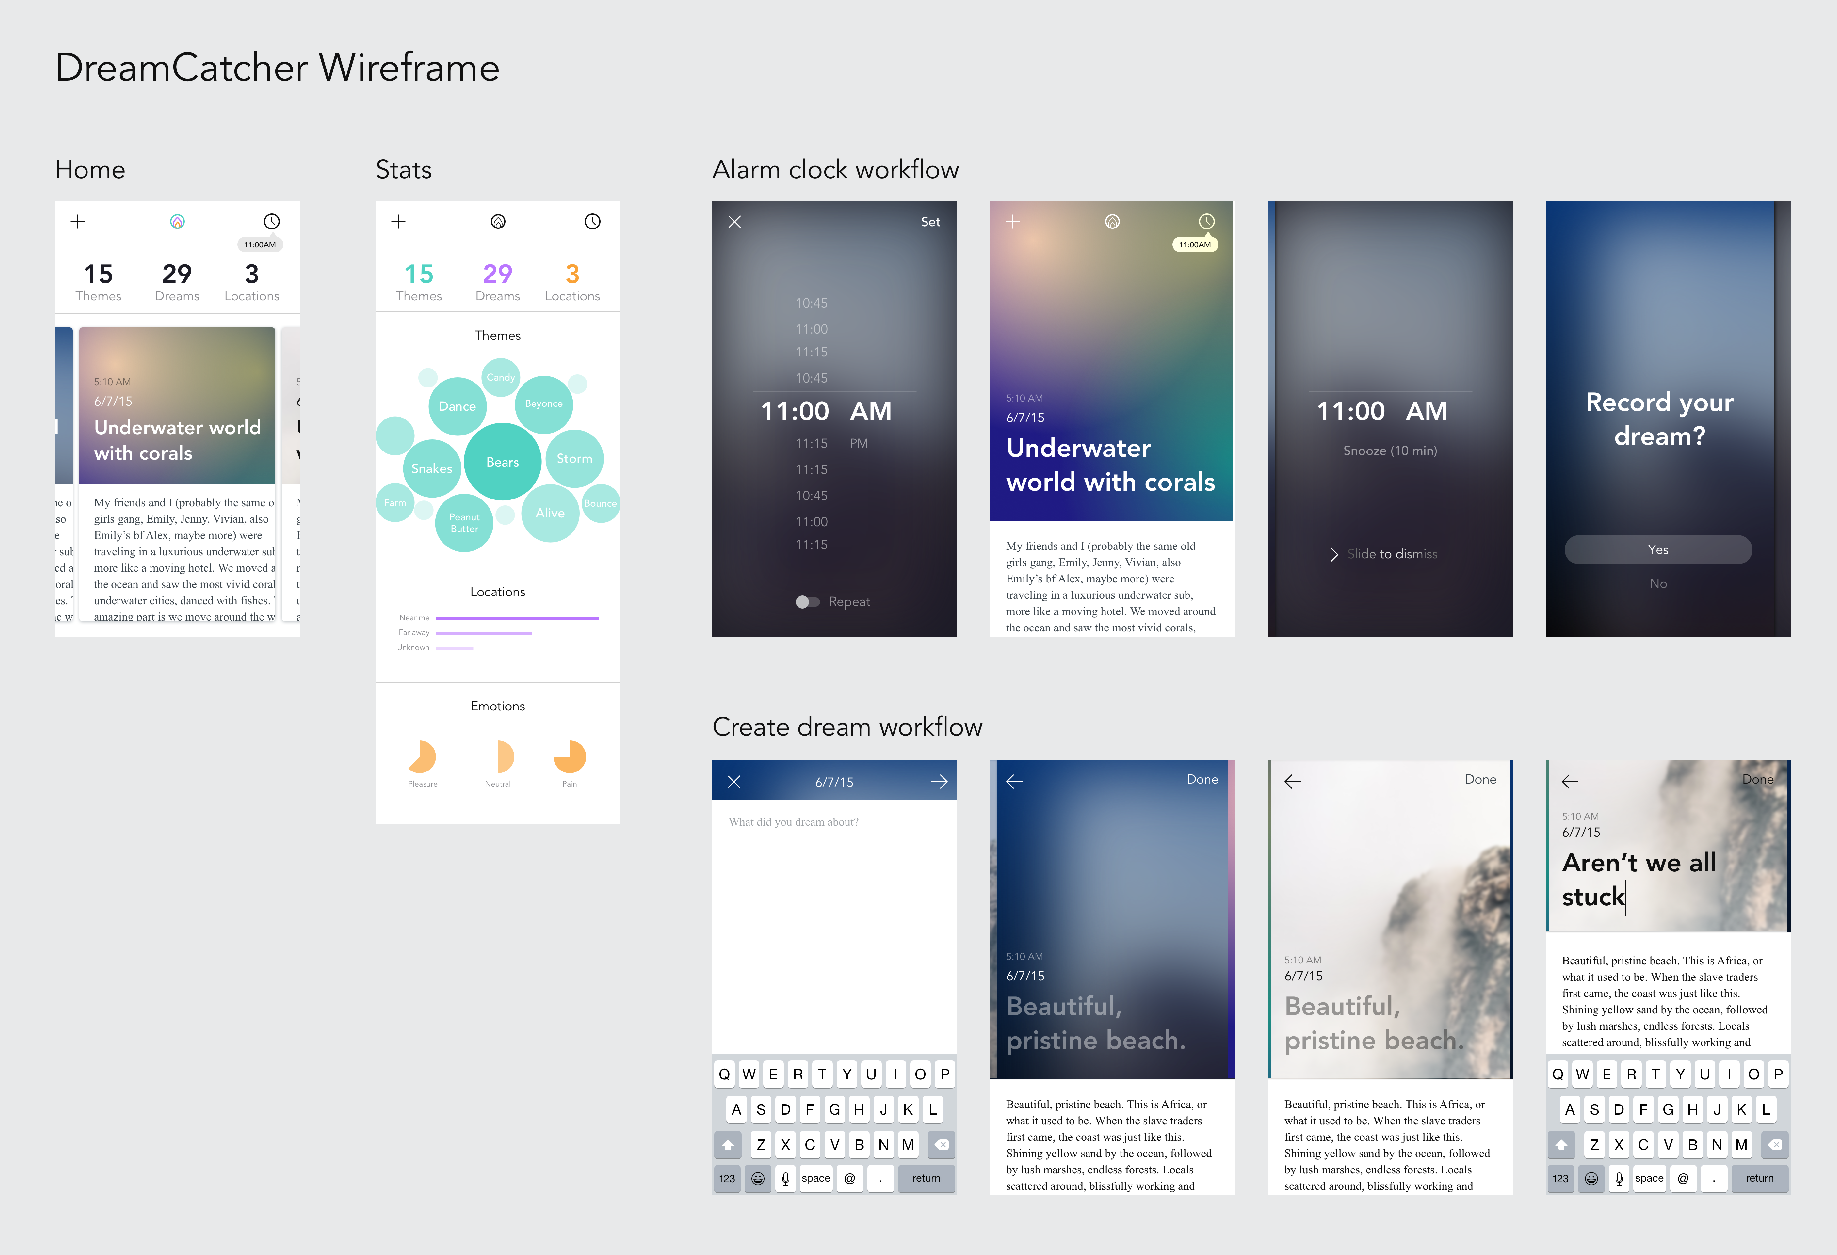 DreamCatcher Wireframe
Home
11:00AM
15 29 3
Themes Dreams Locations
5:10 AM
6/7/15
Underwater world
with corals
My friends and I (probably the same o
girls gang, Emily, Jenny, Vivian, also
Emily's bf Alex, maybe more) were
traveling in a luxurious underwater sub
more like a moving hotel. We moved a
the ocean and saw the most vivid coral
underwater cities, danced with fishes.
amazing part is we move around the w
Stats
15 29 3
Themes Dreams Locations
Themes
Candy
Dance
Beyonce
Snakes
Bears
Storm
Farm
Peanut
Butter
Alive
Bounce
Locations
Near me
Far away
Unknown
Emotions
Pleasure Neutral Pain
Alarm clock workflow
Set
10:45
11:00
11:15
10:45
11:00 AM
11:15 PM
11:15
10:45
11:00
11:15
Repeat
11:00AM
5:10 AM
6/7/15
Underwater
world with corals
My friends and I (probably the same old
girls gang, Emily, Jenny, Vivian, also
Emily's bf Alex, maybe more) were
traveling in a luxurious underwater sub,
more like a moving hotel. We moved around
the ocean and saw the most vivid corals,
11:00 AM
Snooze (10 min)
Slide to dismiss
Record your
dream?
Yes
No
Create dream workflow
6/7/15
What did you dream about?
Q W E R T Y U I O P
A S D F G H J K L
Z X C V B N M
123 space @ . return
Done
5:10 AM
6/7/15
Beautiful,
pristine beach.
Beautiful, pristine beach. This is Africa, or
what it used to be. When the slave traders
first came, the coast was just like this.
Shining yellow sand by the ocean, followed
by lush marshes, endless forests. Locals
scattered around, blissfully working and
Done
5:10 AM
6/7/15
Beautiful,
pristine beach.
Beautiful, pristine beach. This is Africa, or
what it used to be. When the slave traders
first came, the coast was just like this.
Shining yellow sand by the ocean, followed
by lush marshes, endless forests. Locals
scattered around, blissfully working and
Done
5:10 AM
6/7/15
Aren't we all
stuck
Beautiful, pristine beach. This is Africa, or
what it used to be. When the slave traders
first came, the coast was just like this.
Shining yellow sand by the ocean, followed
by lush marshes, endless forests. Locals
scattered around, blissfully working and
Q W E R T Y U I O P
A S D F G H J K L
Z X C V B N M
123 space @ . return